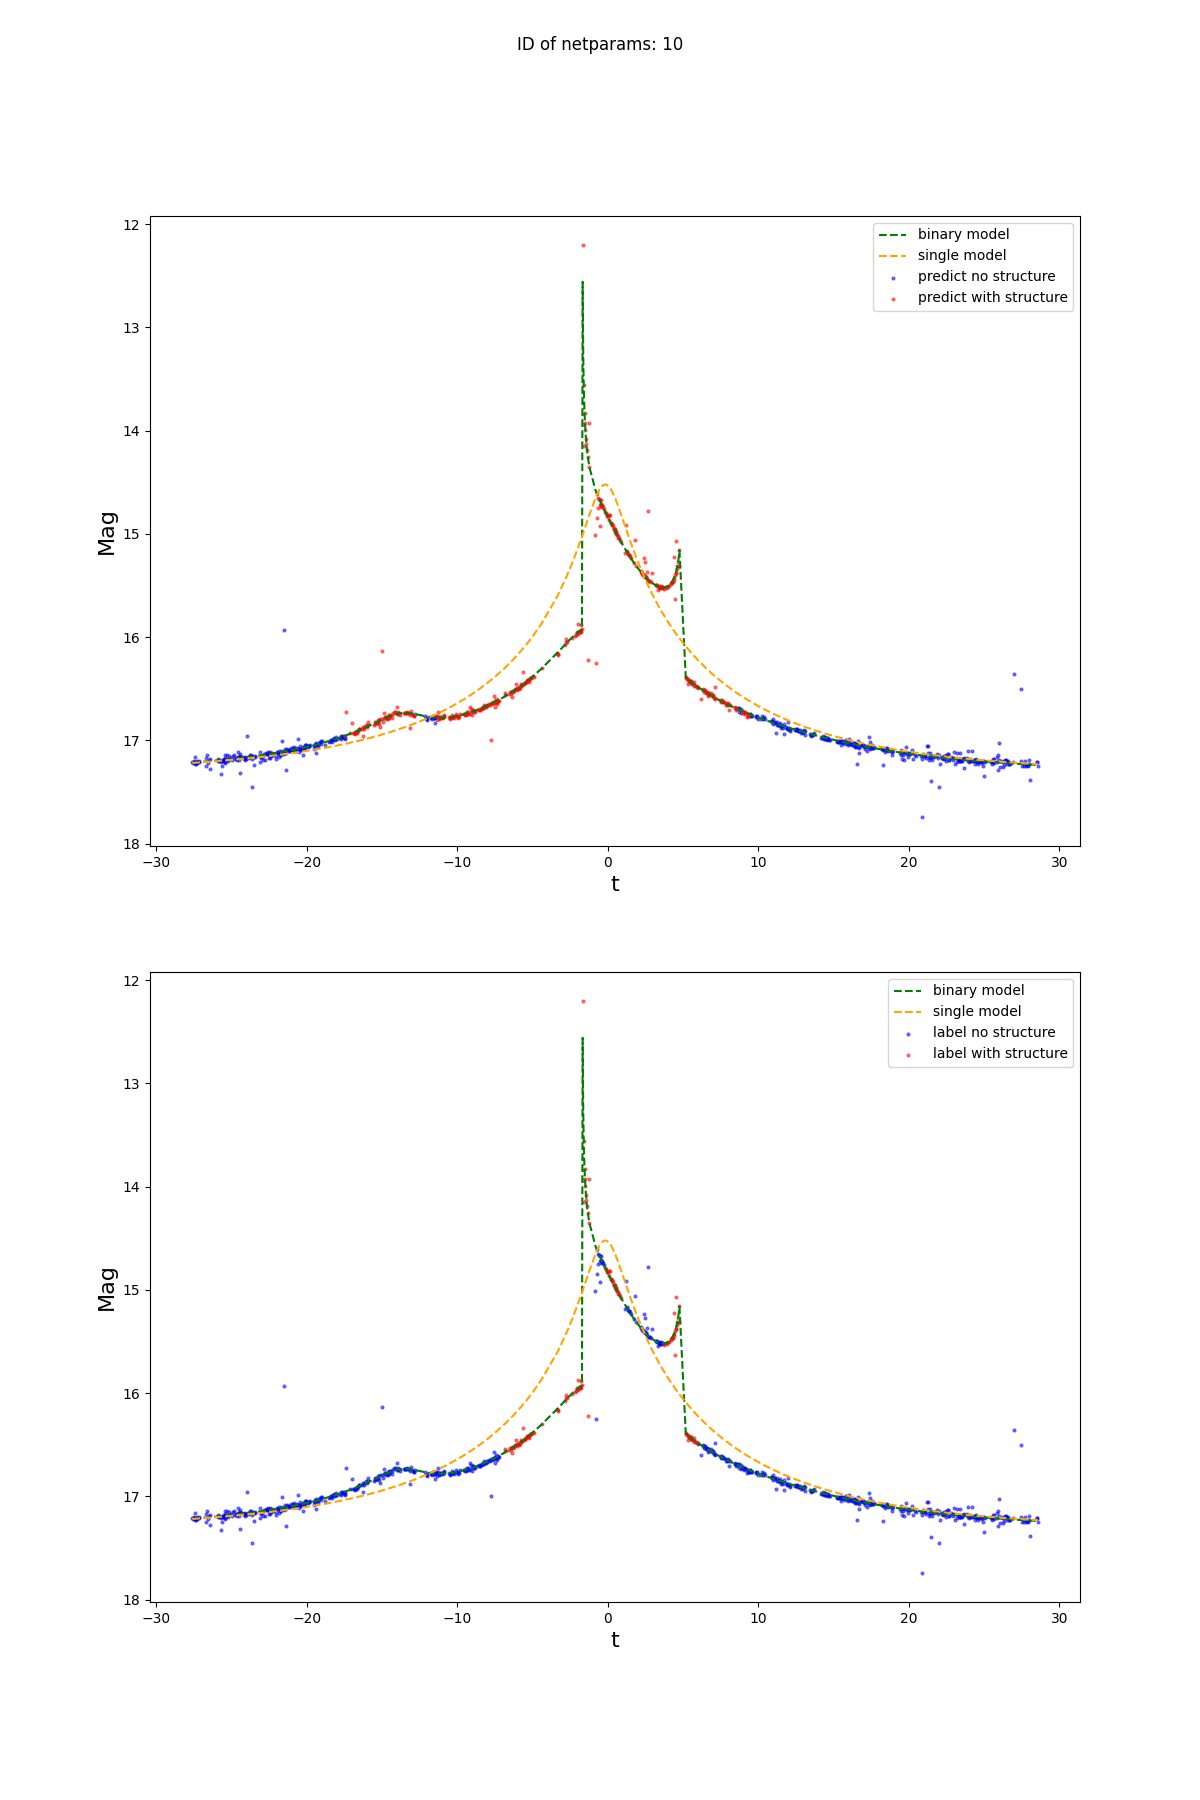 ID of netparams: 10
12
13
14
15
16
17
18
Mag
−30
−20
−10
0
10
20
30
t
binary model
single model
predict no structure
predict with structure
12
13
14
15
16
17
18
Mag
−30
−20
−10
0
10
20
30
t
binary model
single model
label no structure
label with structure